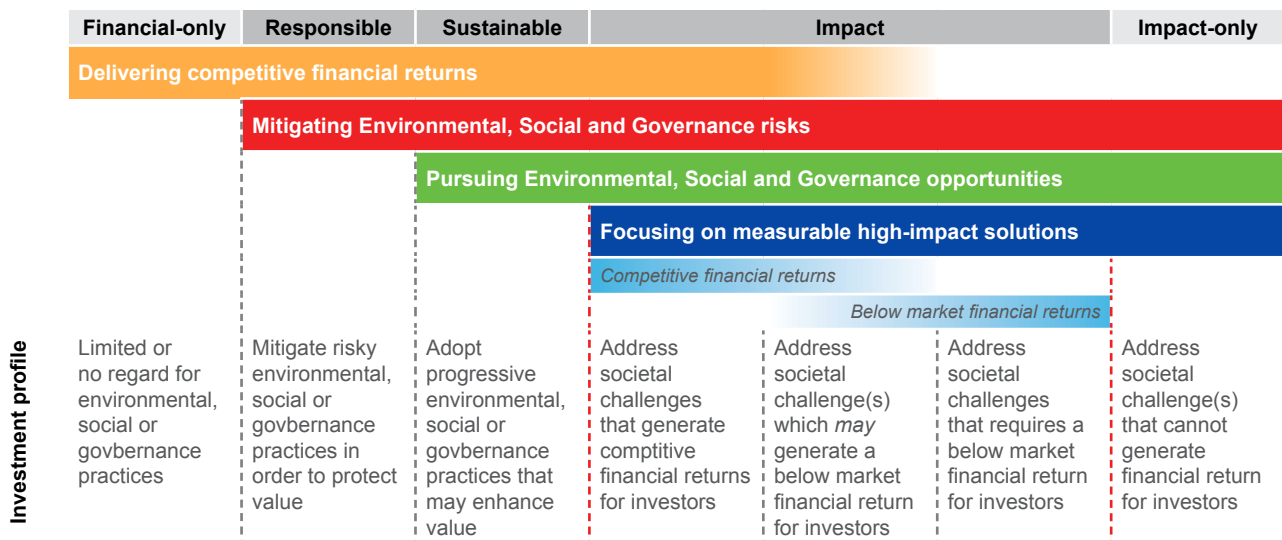 Financial-only
Responsible
Sustainable
Impact
Impact-only
Delivering competitive financial returns
Mitigating Environmental, Social and Governance risks
Pursuing Environmental, Social and Governance opportunities
Focusing on measurable high-impact solutions
Competitive financial returns
Below market financial returns
Investment profile
Limited or
no regard for
environmental,
social or
govbernance
practices
Mitigate risky
environmental,
social or
govbernance
practices in
order to protect
value
Adopt
progressive
environmental,
social or
govbernance
practices that
may enhance
value
Address
societal
challenges
that generate
comptitive
financial returns
for investors
Address
societal
challenge(s)
which may
generate a
below market
financial return
for investors
Address
societal
challenges
that requires a
below market
financial return
for investors
Address
societal
challenge(s)
that cannot
generate
financial return
for investors